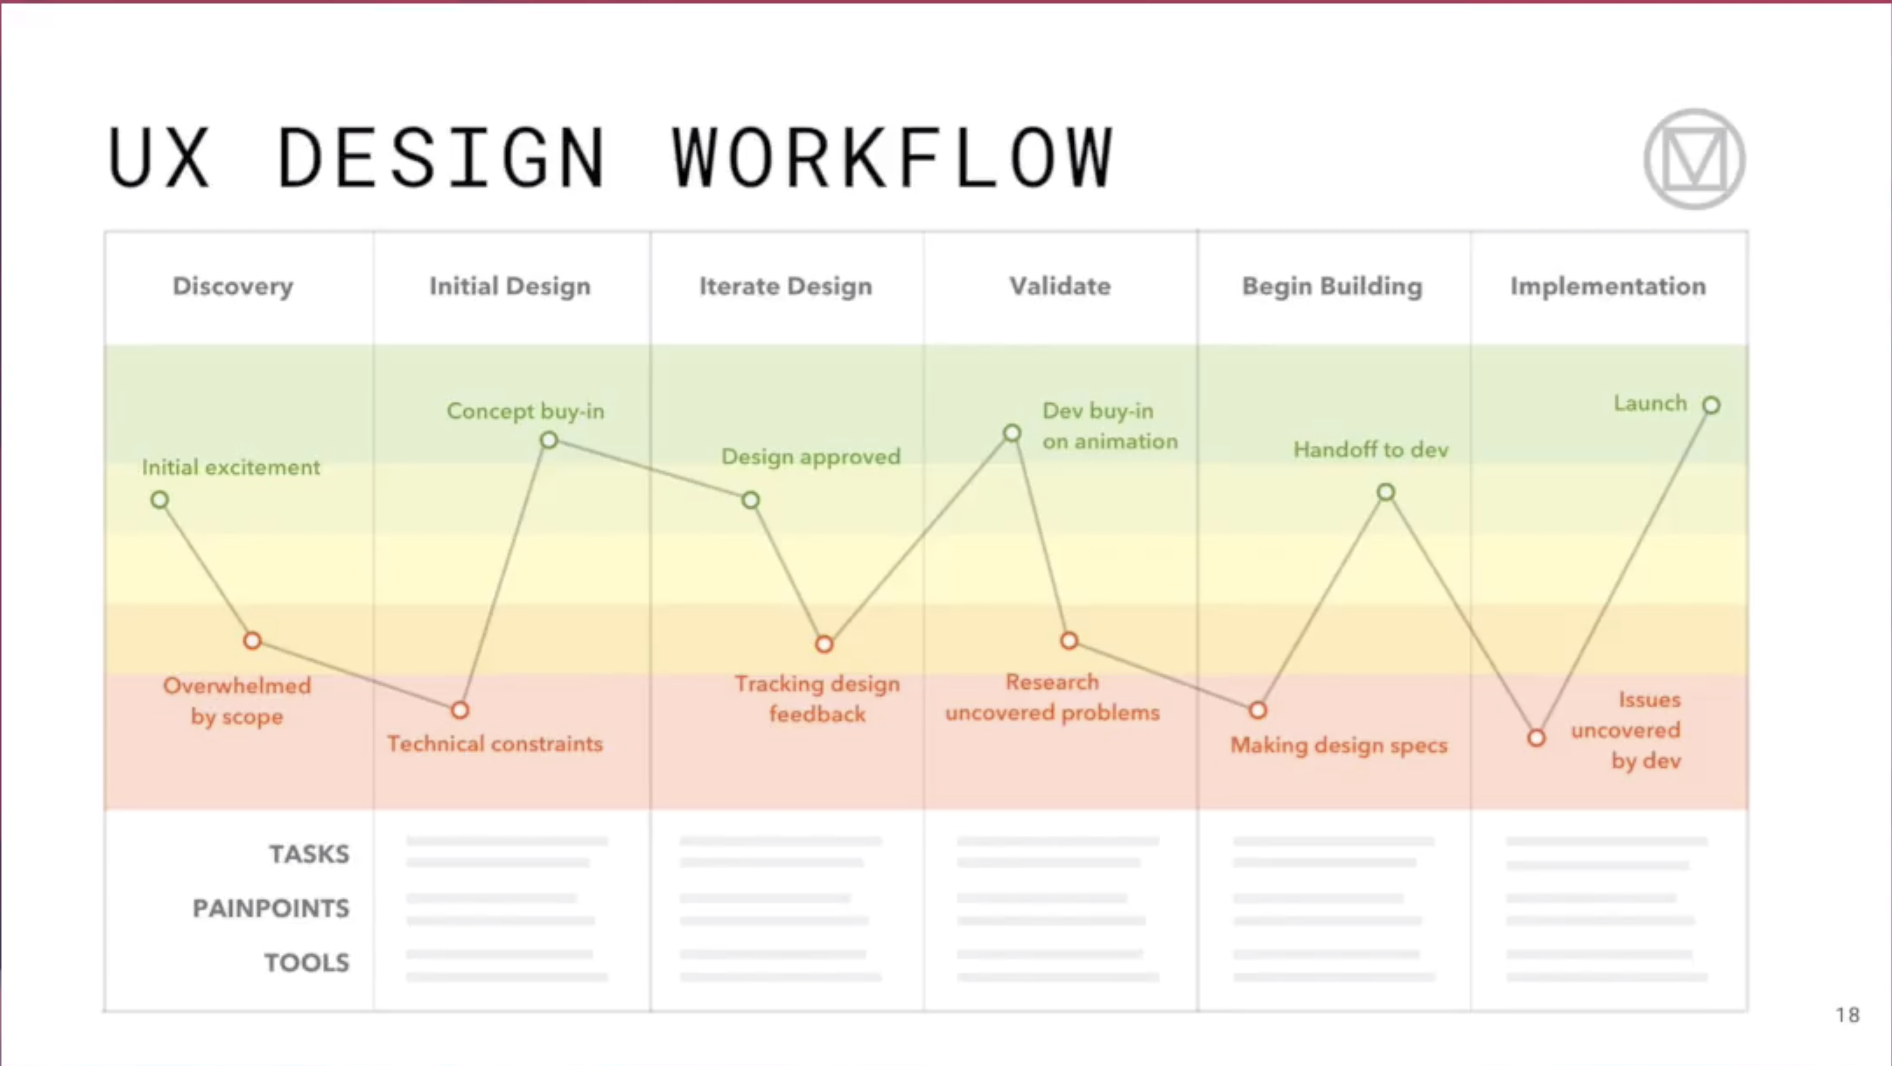 UX DESIGN WORKFLOW
Discovery
Initial Design
Iterate Design
Validate
Begin Building
Implementation
Initial excitement
Overwhelmed
by scope
Technical constraints
Concept buy-in
Design approved
Tracking design
feedback
Dev buy-in
on animation
Research
uncovered problems
Making design specs
Handoff to dev
Issues
uncovered
by dev
Launch
TASKS
PAINPOINTS
TOOLS
18